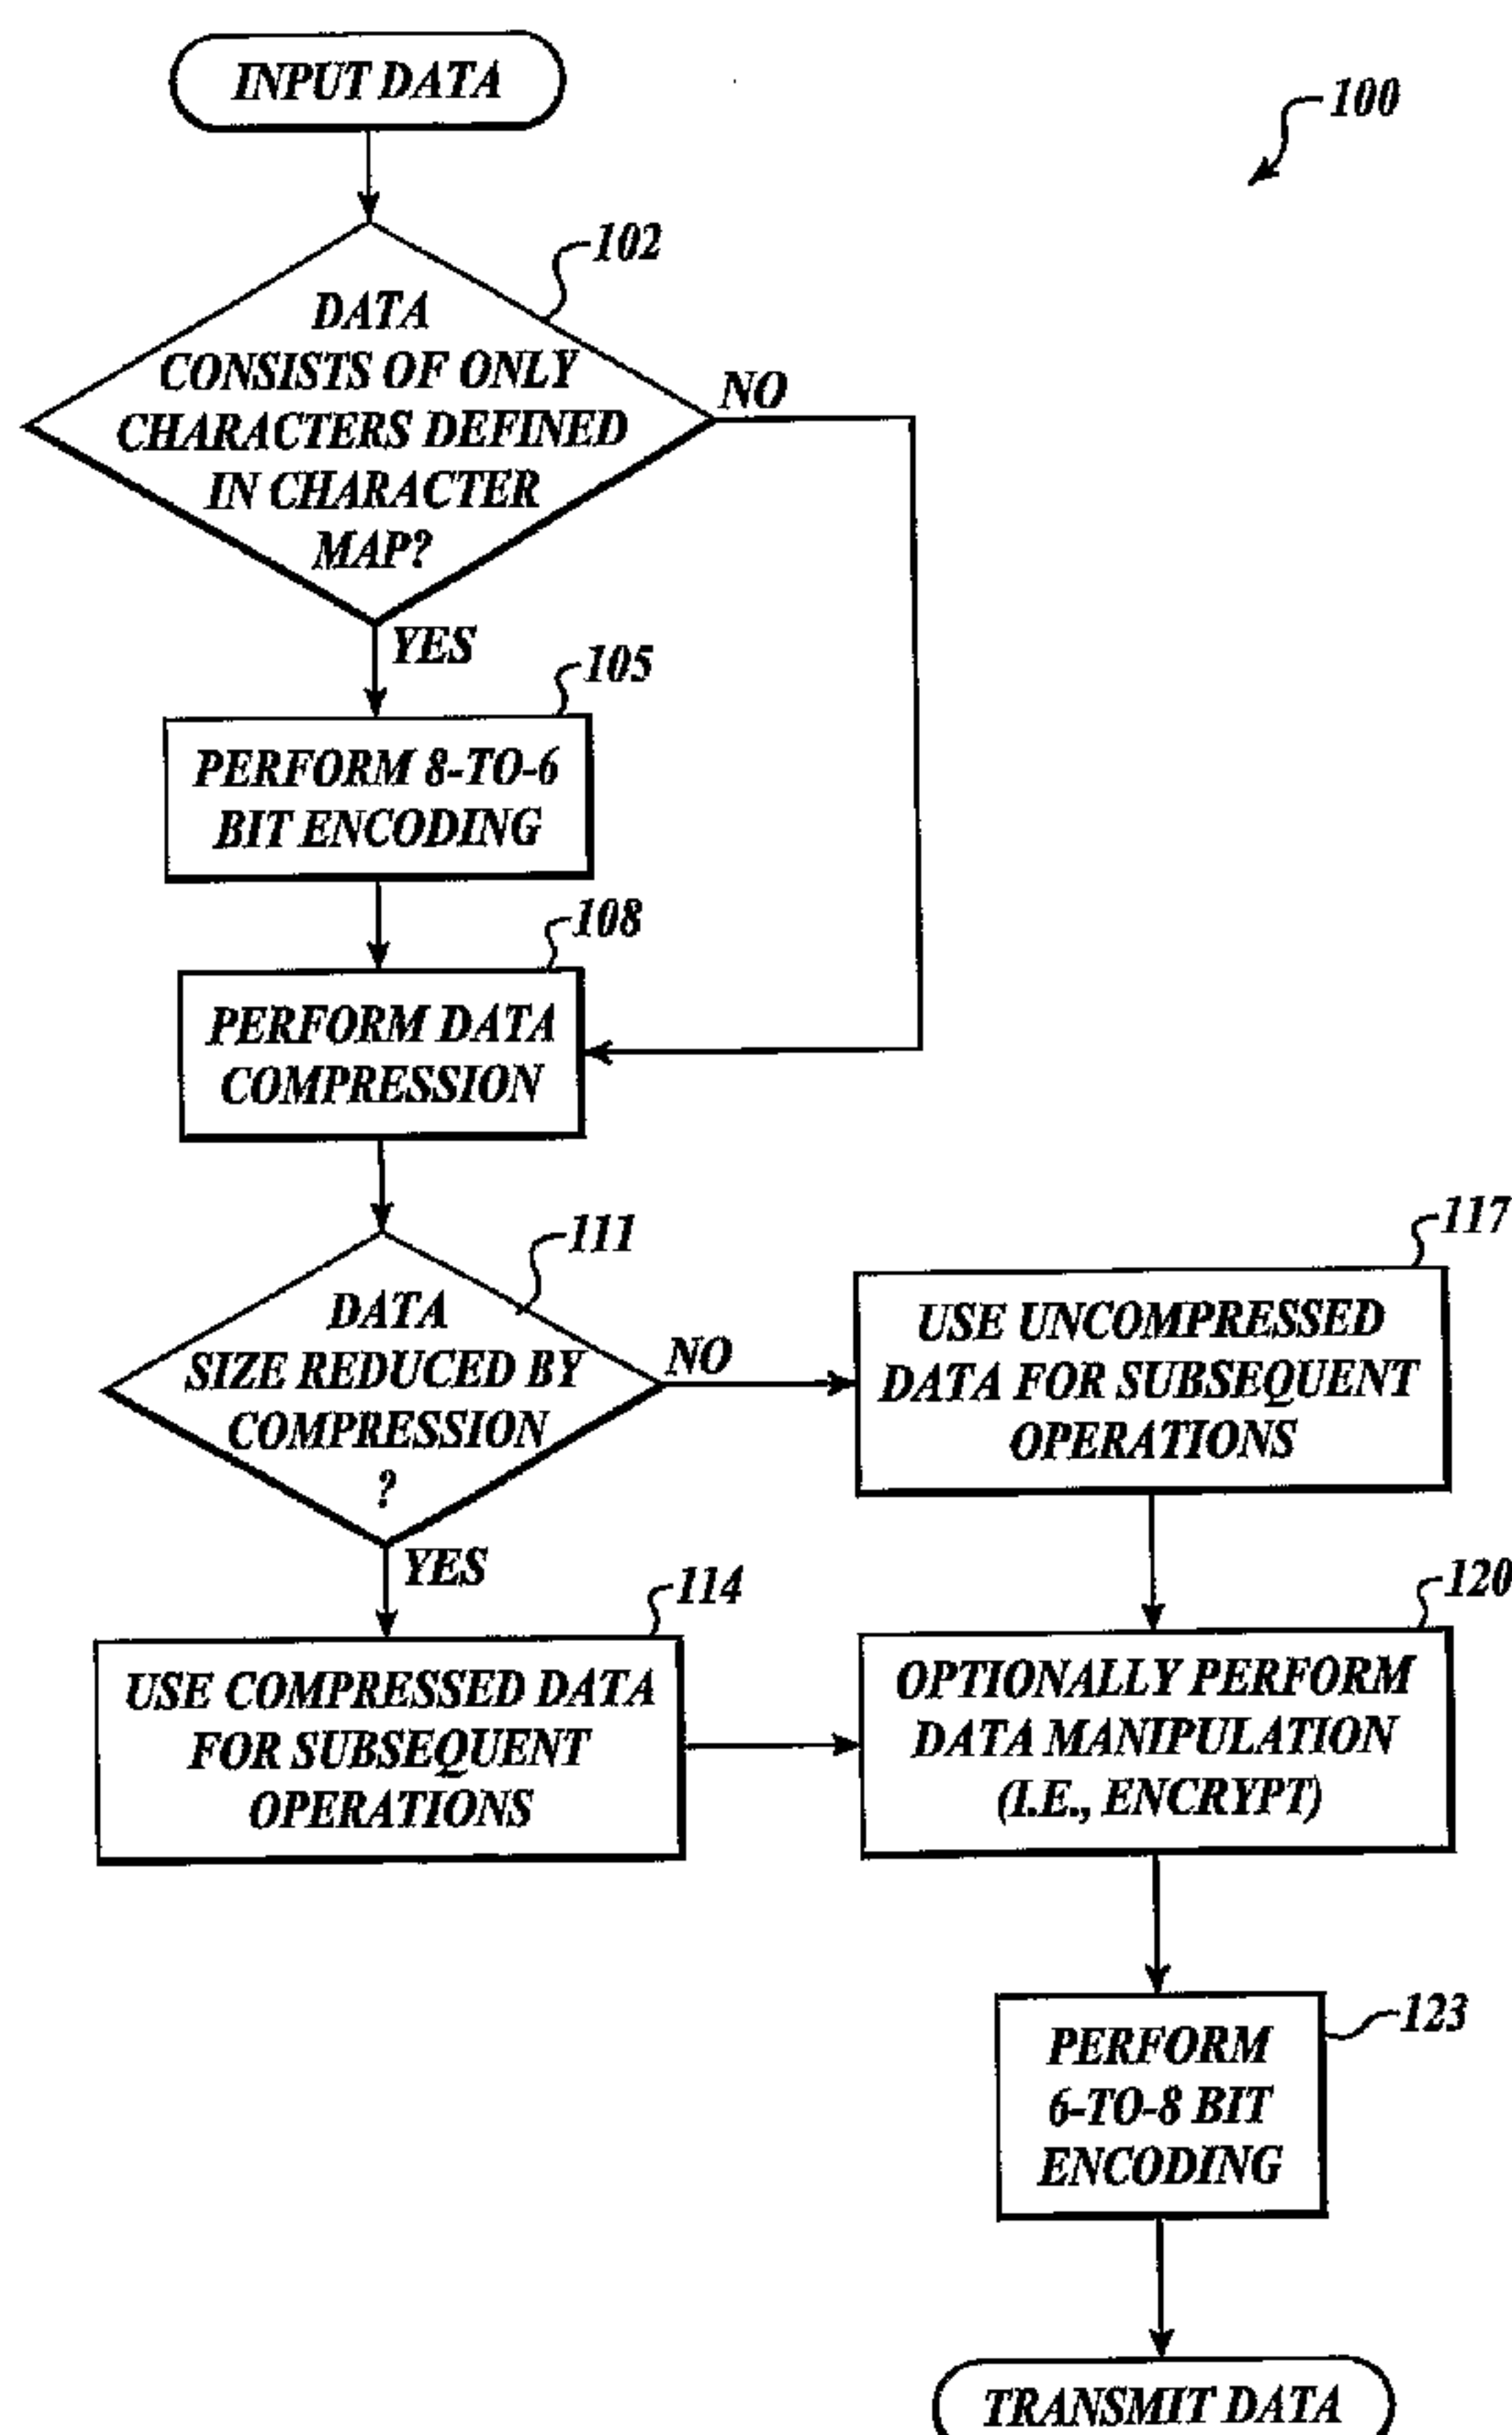 INPUT DATA
100
102
DATA
CONSISTS OF ONLY
CHARACTERS DEFINED
IN CHARACTER
MAP?
NO
YES
105
PERFORM 8-TO-6
BIT ENCODING
108
PERFORM DATA
COMPRESSION
111
DATA
SIZE REDUCED BY
COMPRESSION
?
NO
117
USE UNCOMPRESSED
DATA FOR SUBSEQUENT
OPERATIONS
YES
114
USE COMPRESSED DATA
FOR SUBSEQUENT
OPERATIONS
120
OPTIONALLY PERFORM
DATA MANIPULATION
(I.E., ENCRYPT)
123
PERFORM
6-TO-8 BIT
ENCODING
TRANSMIT DATA